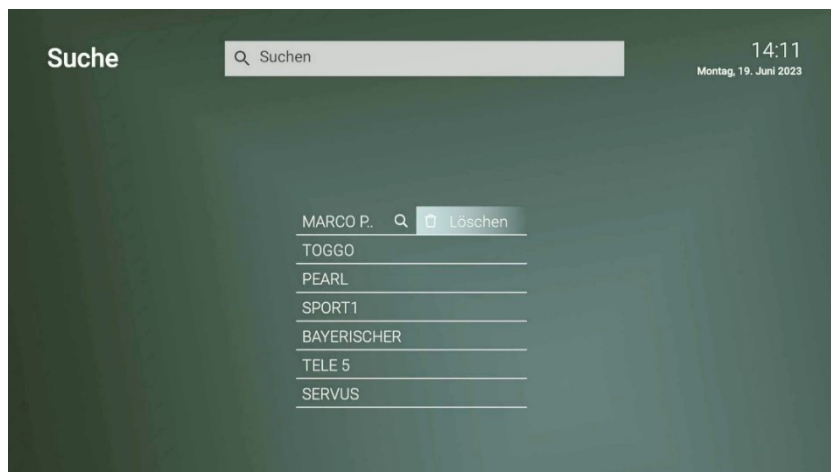 Suche
Suchen
14:11
Montag, 19. Juni 2023
MARCO P.. Löschen
TOGGO
PEARL
SPORT1
BAYERISCHER
TELE 5
SERVUS